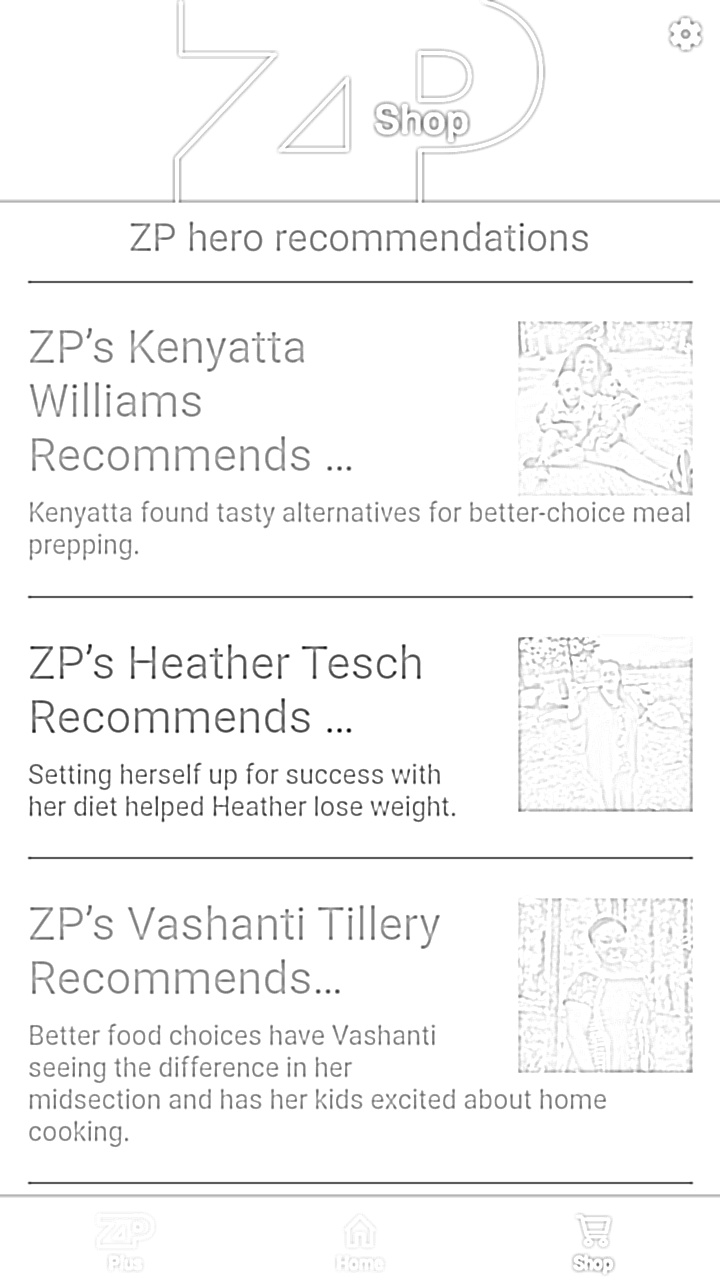 ZAP
Shop
ZP hero recommendations
ZP’s Kenyatta
Williams
Recommends ...
Kenyatta found tasty alternatives for better-choice meal
prepping.
ZP’s Heather Tesch
Recommends ...
Setting herself up for success with
her diet helped Heather lose weight.
ZP’s Vashanti Tillery
Recommends...
Better food choices have Vashanti
seeing the difference in her
midsection and has her kids excited about home
cooking.
ZAP
Plus
Home
Shop